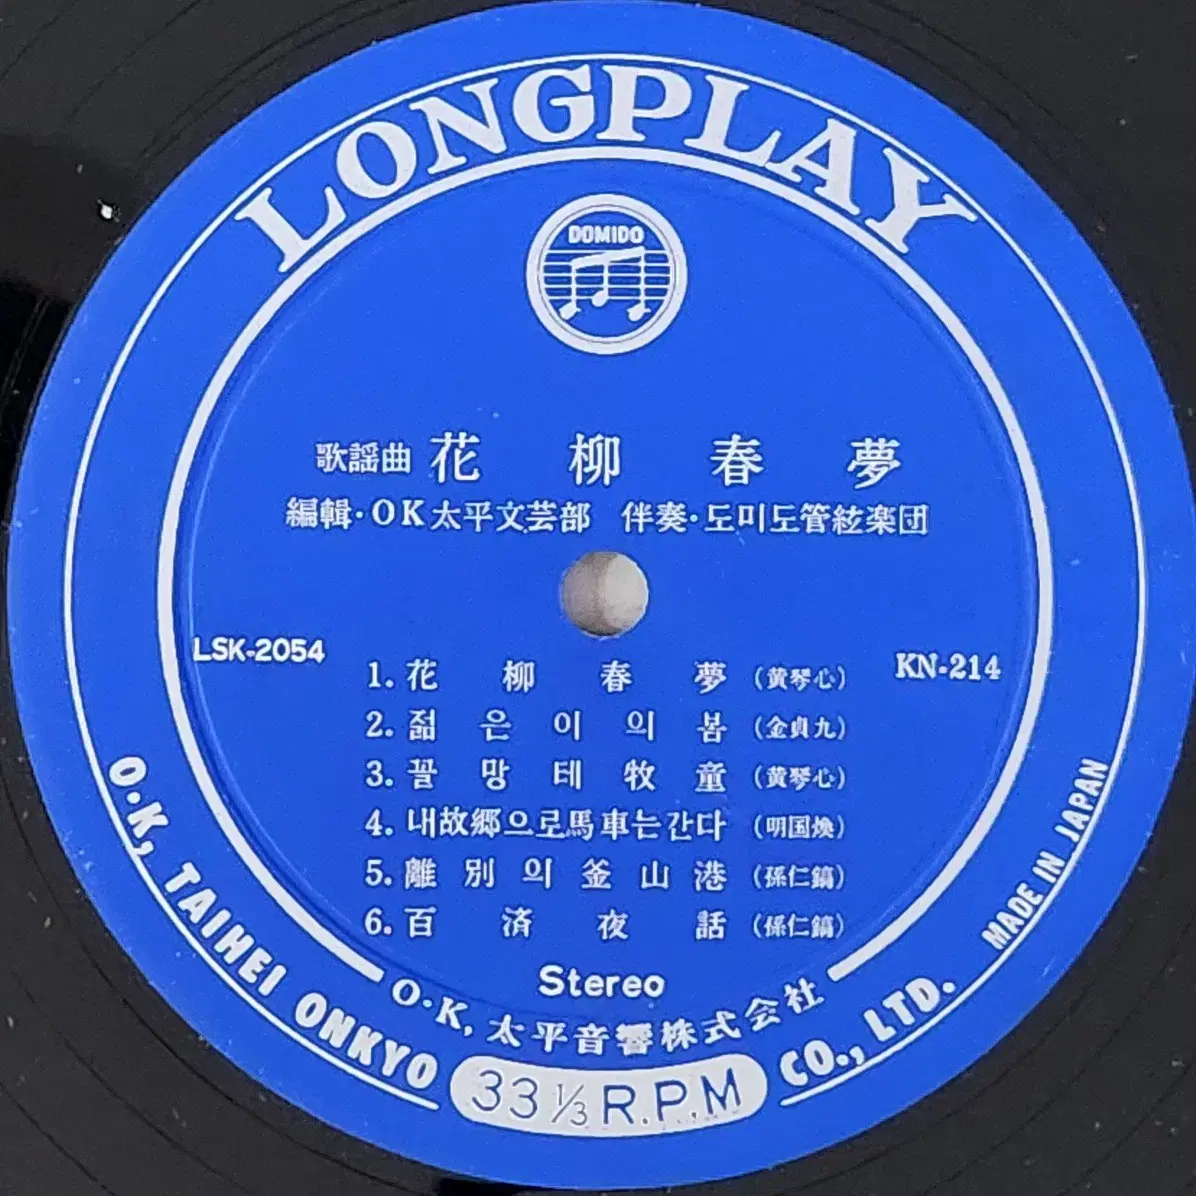 LONGPLAY
DOMIDO
歌謡曲 花柳春夢
編輯·OK太平文芸部 伴奏·도미도管絃楽団
LSK-2054
KN-214
1. 花柳春夢 (黄琴心)
2. 젊은이의봄 (金貞九)
3. 꼴망태牧童 (黄琴心)
4. 내故郷으로馬車는간다 (明国煥)
5. 離別의釜山港 (孫仁鎬)
6. 百済夜話 (孫仁鎬)
Stereo
O·K, 太平音響株式会社
O·K, TAIHEI ONKYO CO., LTD.
MADE IN JAPAN
33 1/3 R.P.M